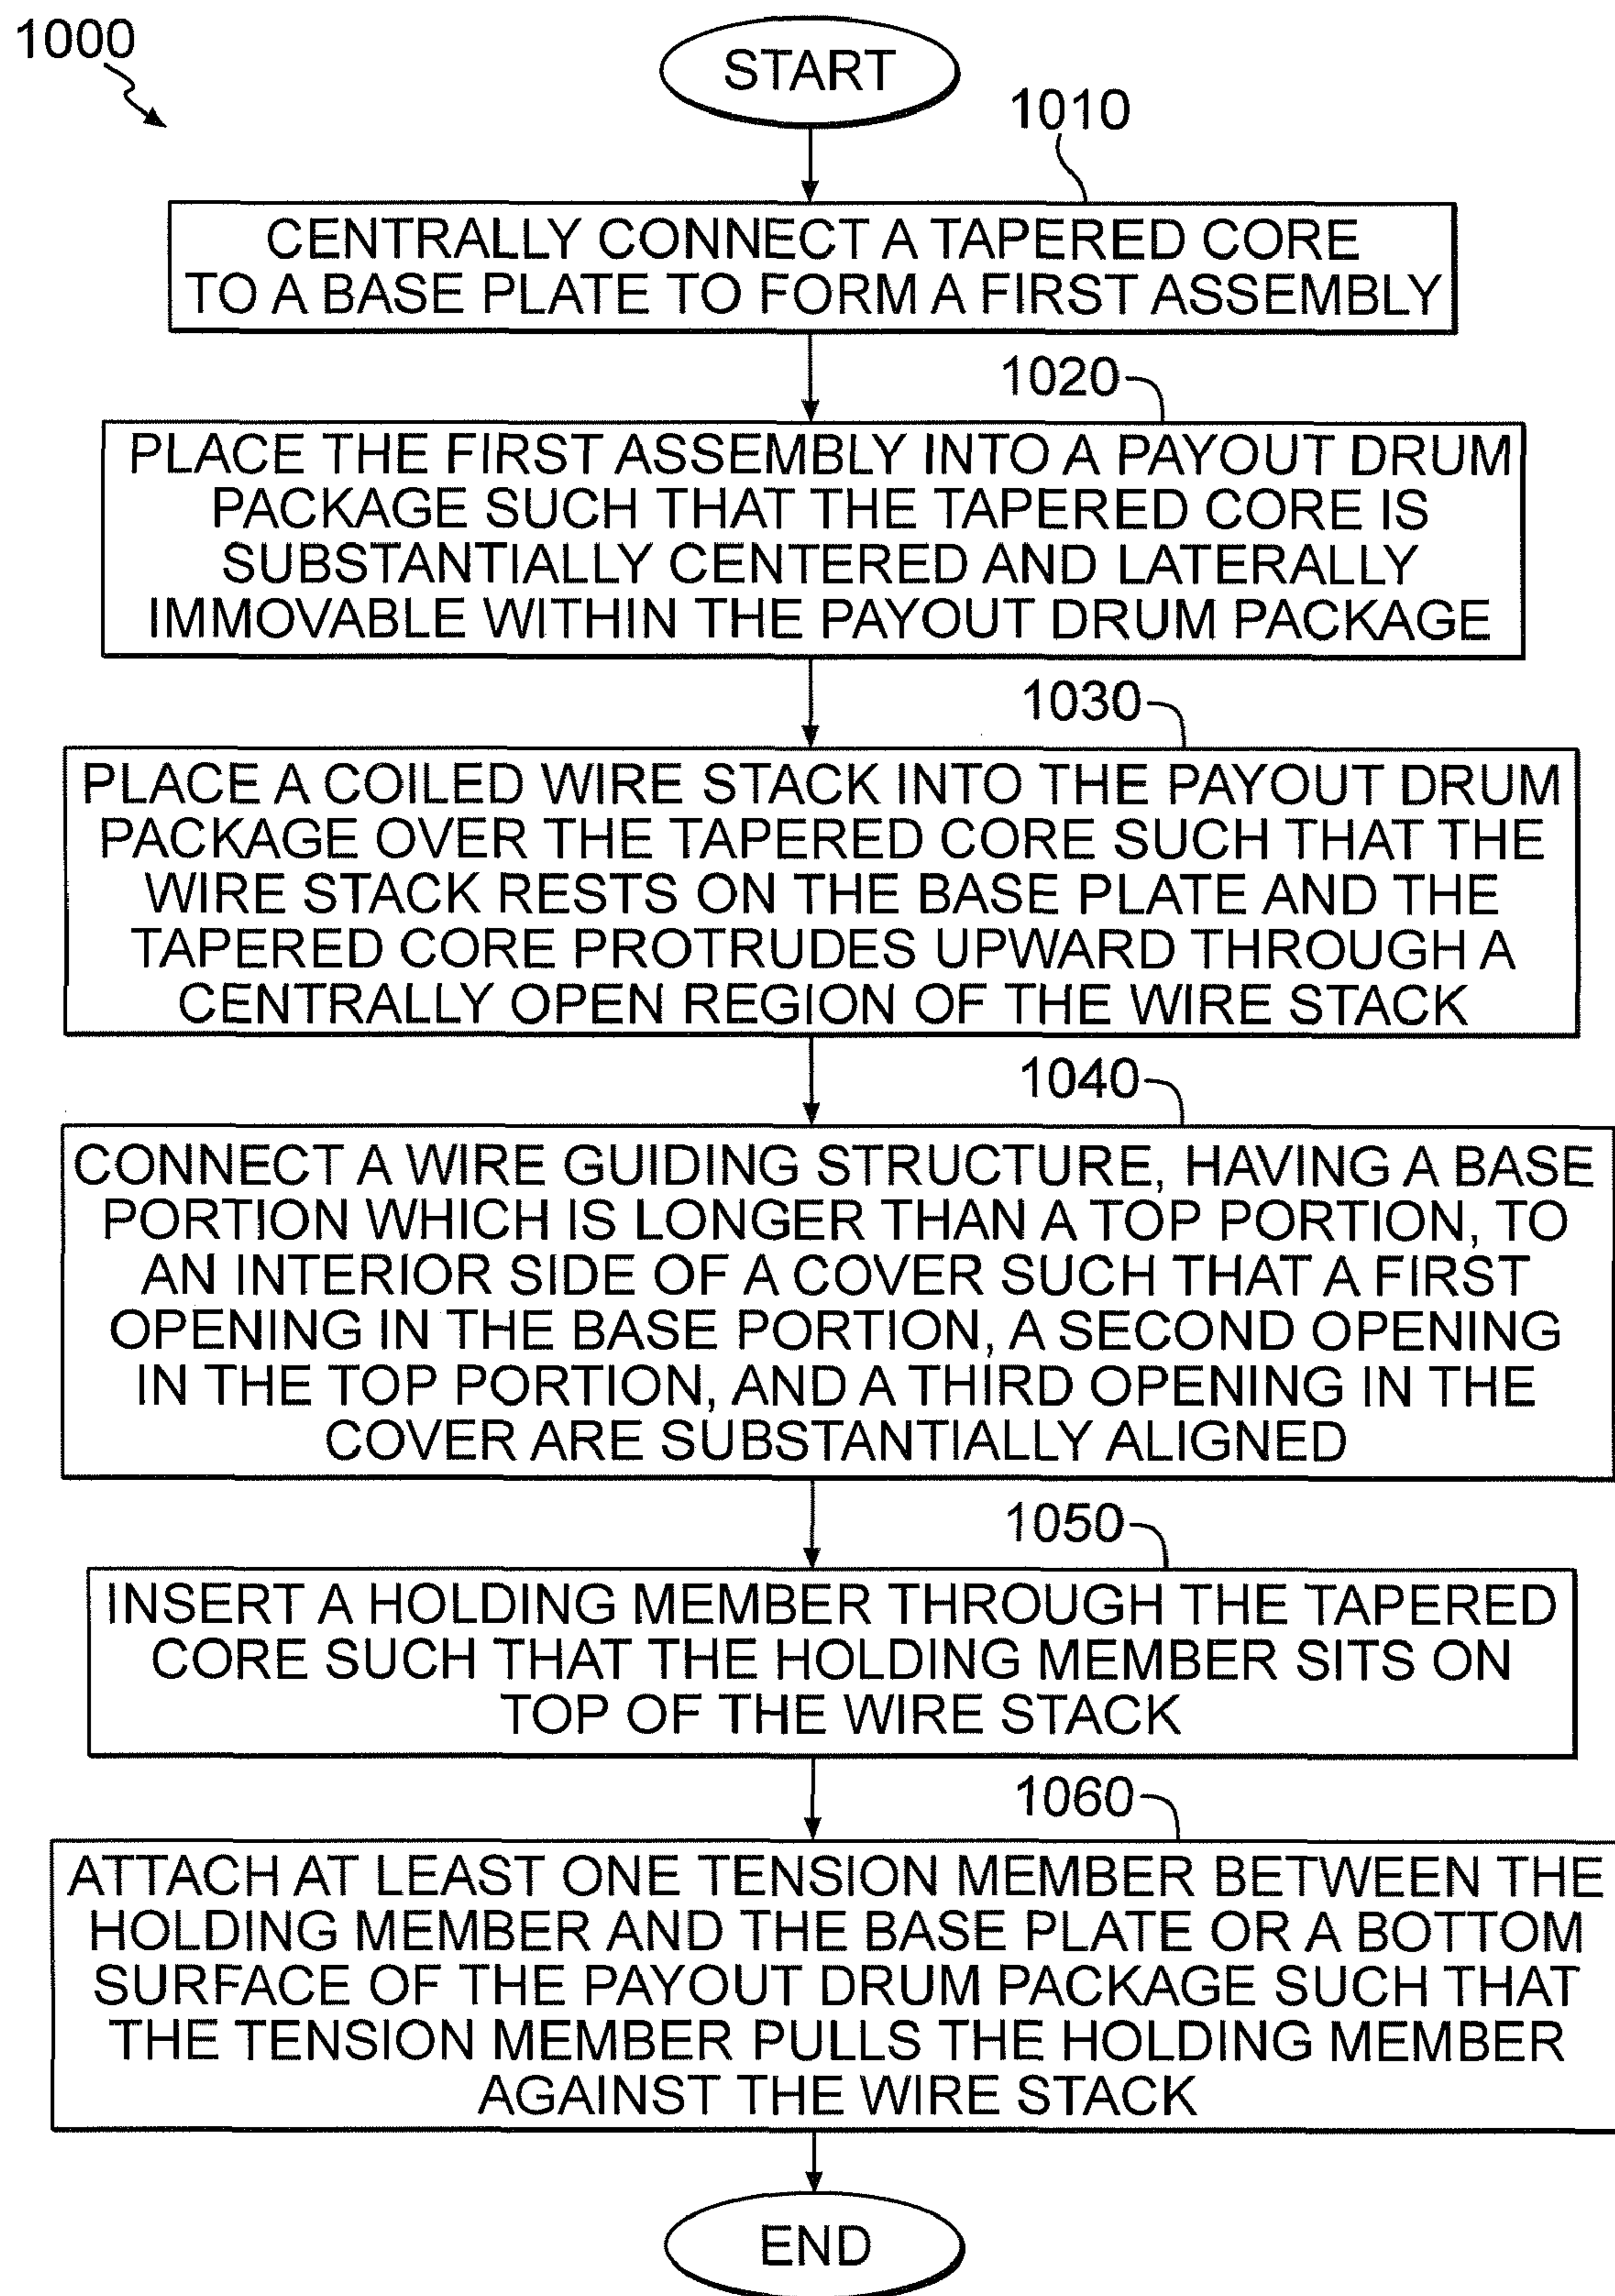 1000
START
1010
CENTRALLY CONNECT A TAPERED CORE
TO A BASE PLATE TO FORM A FIRST ASSEMBLY
1020
PLACE THE FIRST ASSEMBLY INTO A PAYOUT DRUM
PACKAGE SUCH THAT THE TAPERED CORE IS
SUBSTANTIALLY CENTERED AND LATERALLY
IMMOVABLE WITHIN THE PAYOUT DRUM PACKAGE
1030
PLACE A COILED WIRE STACK INTO THE PAYOUT DRUM
PACKAGE OVER THE TAPERED CORE SUCH THAT THE
WIRE STACK RESTS ON THE BASE PLATE AND THE
TAPERED CORE PROTRUDES UPWARD THROUGH A
CENTRALLY OPEN REGION OF THE WIRE STACK
1040
CONNECT A WIRE GUIDING STRUCTURE, HAVING A BASE
PORTION WHICH IS LONGER THAN A TOP PORTION, TO
AN INTERIOR SIDE OF A COVER SUCH THAT A FIRST
OPENING IN THE BASE PORTION, A SECOND OPENING
IN THE TOP PORTION, AND A THIRD OPENING IN THE
COVER ARE SUBSTANTIALLY ALIGNED
1050
INSERT A HOLDING MEMBER THROUGH THE TAPERED
CORE SUCH THAT THE HOLDING MEMBER SITS ON
TOP OF THE WIRE STACK
1060
ATTACH AT LEAST ONE TENSION MEMBER BETWEEN THE
HOLDING MEMBER AND THE BASE PLATE OR A BOTTOM
SURFACE OF THE PAYOUT DRUM PACKAGE SUCH THAT
THE TENSION MEMBER PULLS THE HOLDING MEMBER
AGAINST THE WIRE STACK
END